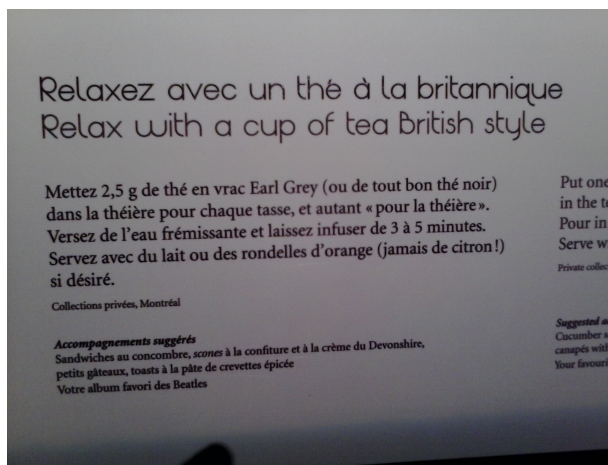 Relaxez avec un thé à la britannique
Relax with a cup of tea British style
Mettez 2,5 g de thé en vrac Earl Grey (ou de tout bon thé noir)
dans la théière pour chaque tasse, et autant « pour la théière ».
Versez de l'eau frémissante et laissez infuser de 3 à 5 minutes.
Servez avec du lait ou des rondelles d'orange (jamais de citron !)
si désiré.
Collections privées, Montréal
Accompagnements suggérés
Sandwiches au concombre, scones à la confiture et à la crème du Devonshire,
petits gâteaux, toasts à la pâte de crevettes épicée
Votre album favori des Beatles
Put one
in the
Pour in
Serve
Private
Suggested
Cucumber
canapés
Your